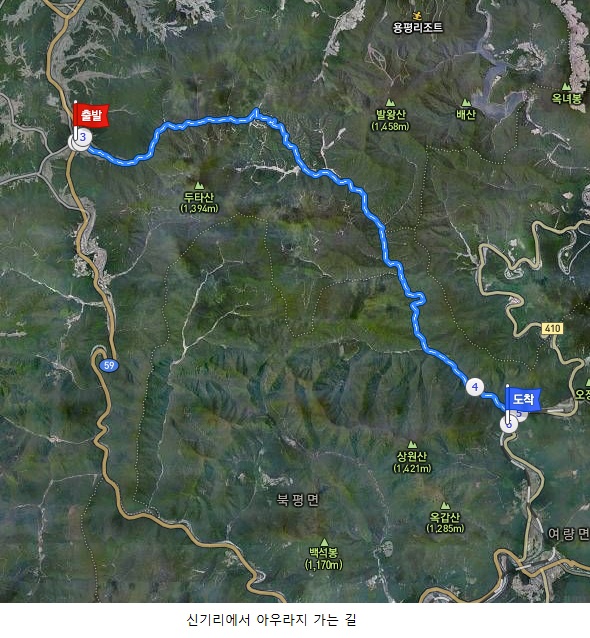 용평리조트
옥녀봉
발왕산
(1,458m)
배산
출발
3
두타산
(1,394m)
410
59
4
도착
상원산
(1,421m)
북평면
옥갑산
(1,285m)
여량면
백석봉
(1,170m)
신기리에서 아우라지 가는 길